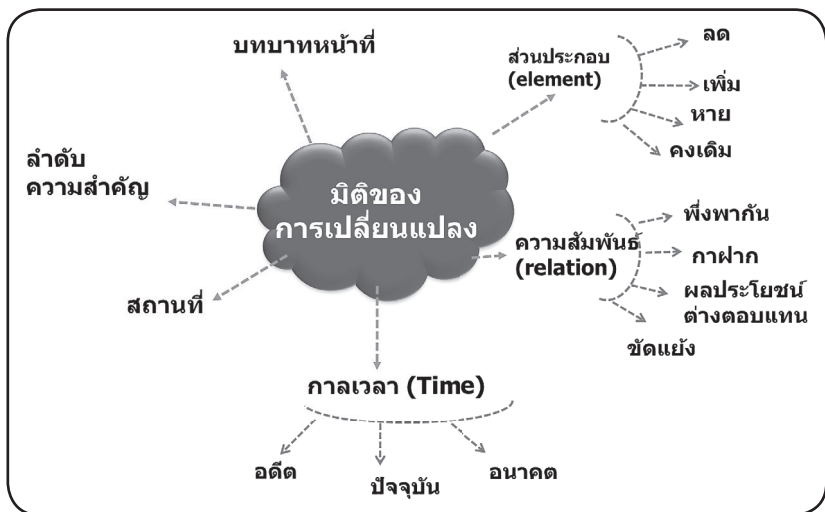 บทบาทหน้าที่
ส่วนประกอบ
(element)
ลด
เพิ่ม
หาย
คงเดิม
ลำดับ
ความสำคัญ
มิติของ
การเปลี่ยนแปลง
ความสัมพันธ์
(relation)
พึ่งพากัน
กาฝาก
ผลประโยชน์
ต่างตอบแทน
ขัดแย้ง
สถานที่
กาลเวลา (Time)
อดีต
ปัจจุบัน
อนาคต